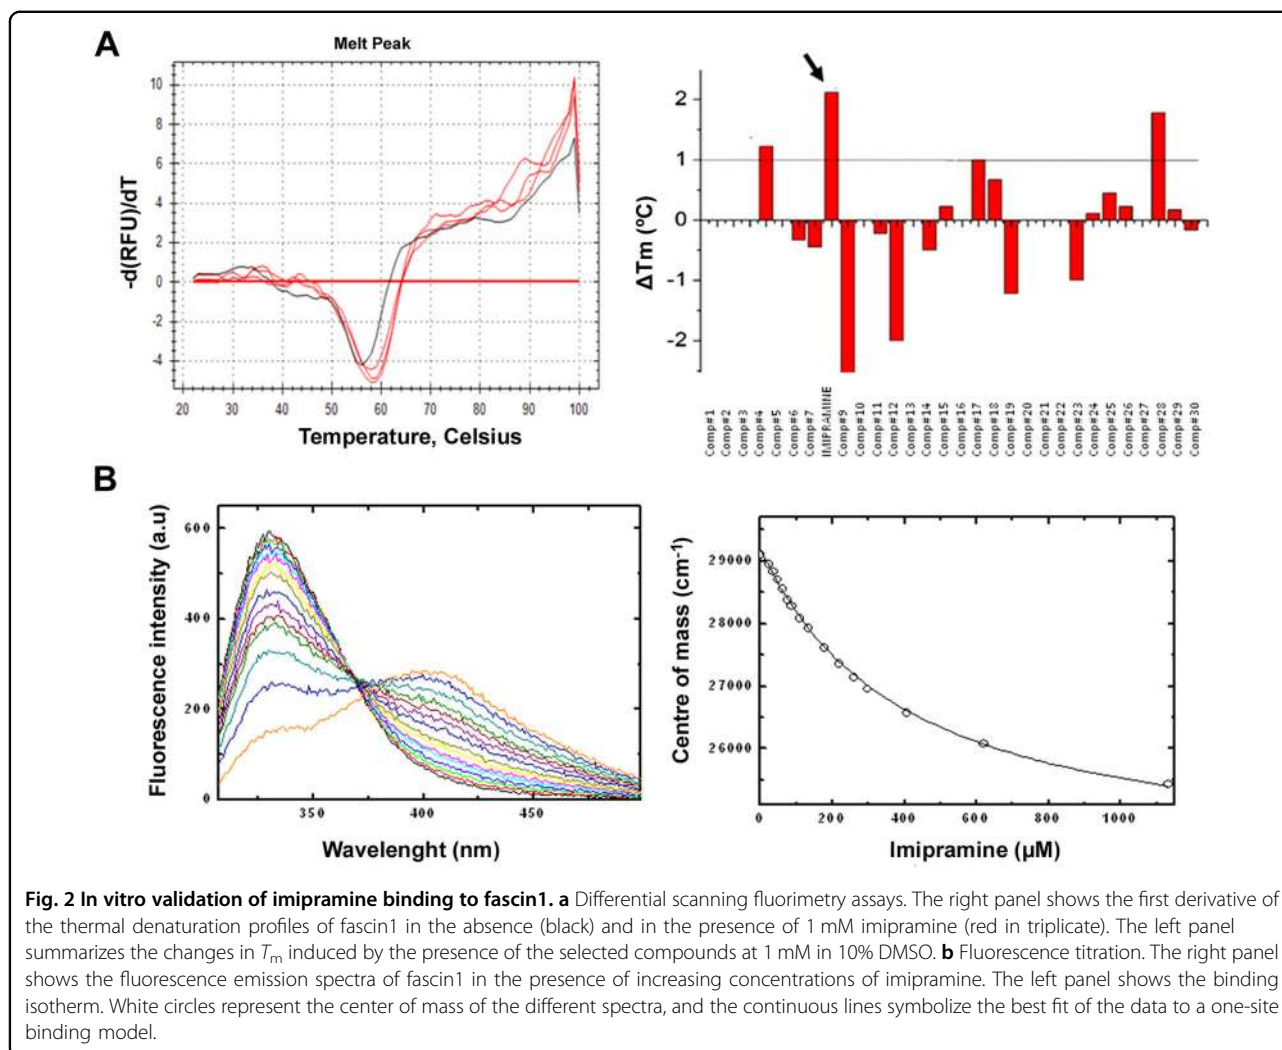 A
Melt Peak
10
8
6
4
2
0
-2
-4
-d(RFU)/dT
20 30 40 50 60 70 80 90 100
Temperature, Celsius
2
1
0
-1
-2
ΔTm (ºC)
Comp#1
Comp#2
Comp#3
Comp#4
Comp#5
Comp#6
Comp#7
IMIPRAMINE
Comp#9
Comp#10
Comp#11
Comp#12
Comp#13
Comp#14
Comp#15
Comp#16
Comp#17
Comp#18
Comp#19
Comp#20
Comp#21
Comp#22
Comp#23
Comp#24
Comp#25
Comp#26
Comp#27
Comp#28
Comp#29
Comp#30
B
600
400
200
0
Fluorescence intensity (a.u)
350 400 450
Wavelenght (nm)
29000
28000
27000
26000
Centre of mass (cm-1)
0 200 400 600 800 1000
Imipramine (µM)
Fig. 2 In vitro validation of imipramine binding to fascin1. a Differential scanning fluorimetry assays. The right panel shows the first derivative of
the thermal denaturation profiles of fascin1 in the absence (black) and in the presence of 1 mM imipramine (red in triplicate). The left panel
summarizes the changes in Tm induced by the presence of the selected compounds at 1 mM in 10% DMSO. b Fluorescence titration. The right panel
shows the fluorescence emission spectra of fascin1 in the presence of increasing concentrations of imipramine. The left panel shows the binding
isotherm. White circles represent the center of mass of the different spectra, and the continuous lines symbolize the best fit of the data to a one-site
binding model.